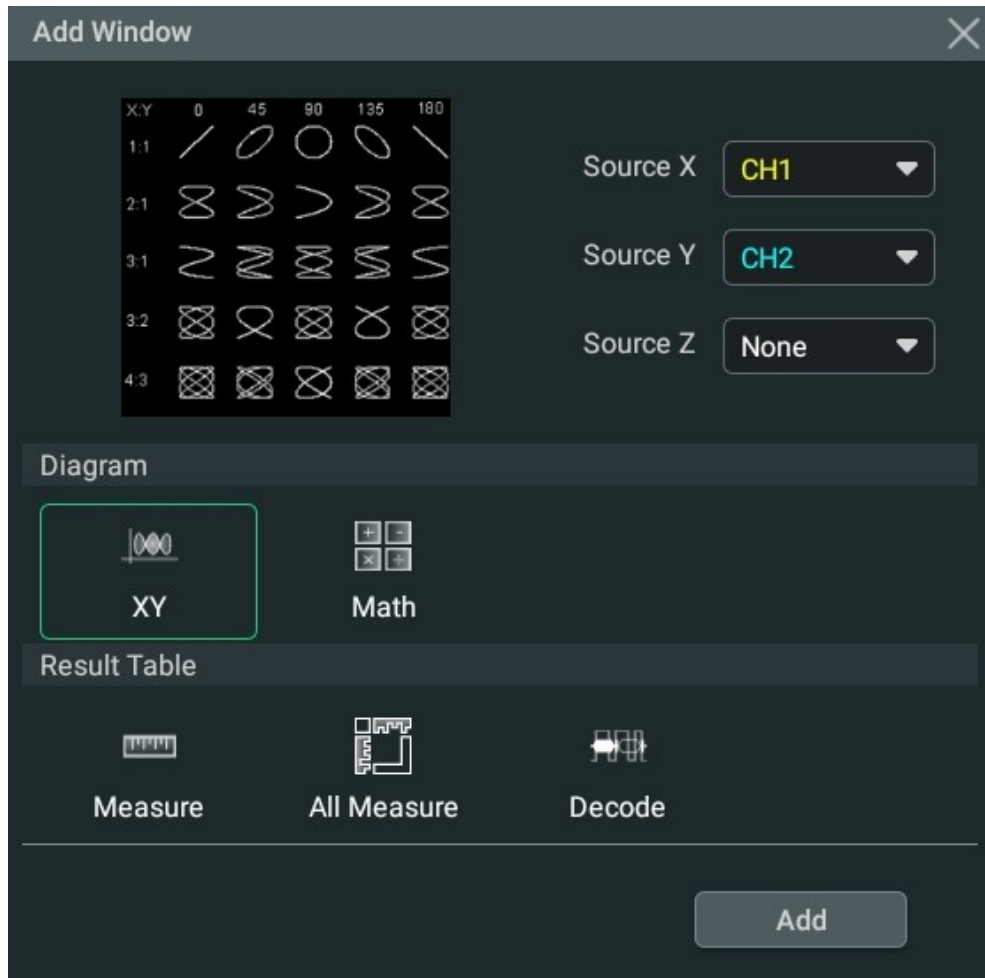 Add Window
X:Y 0 45 90 135 180
1:1
2:1
3:1
3:2
4:3
Source X CH1
Source Y CH2
Source Z None
Diagram
XY Math
Result Table
Measure All Measure Decode
Add